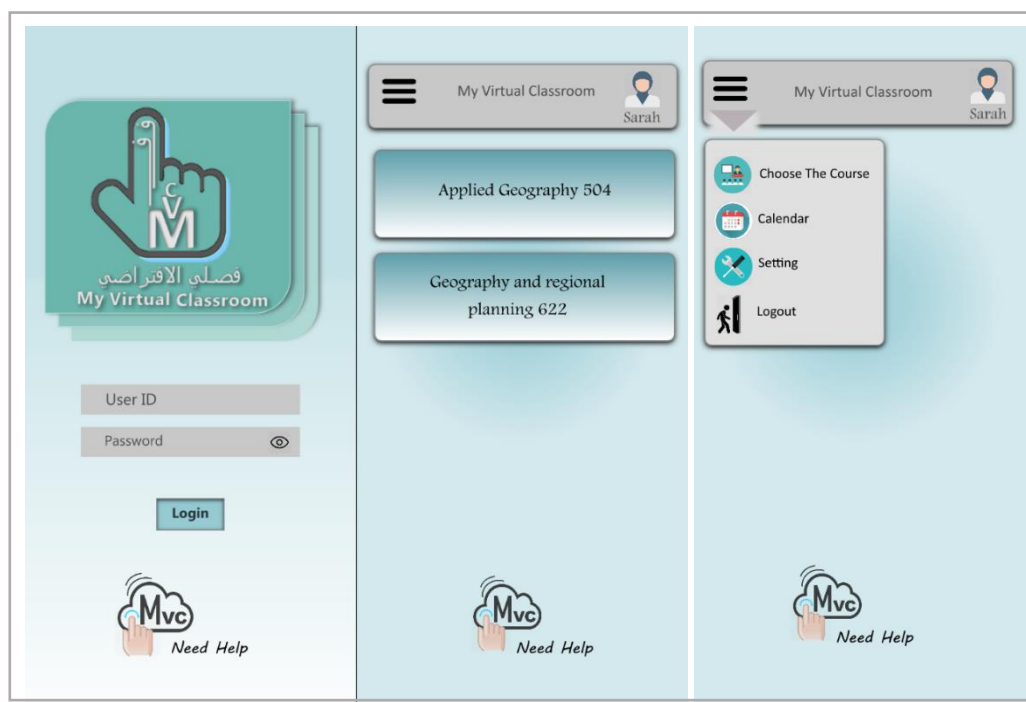 C
V
M
فصلي الافتراضي
My Virtual Classroom
User ID
Password
Login
Mvc
Need Help
My Virtual Classroom
Sarah
Applied Geography 504
Geography and regional
planning 622
Mvc
Need Help
My Virtual Classroom
Sarah
Choose The Course
Calendar
Setting
Logout
Mvc
Need Help